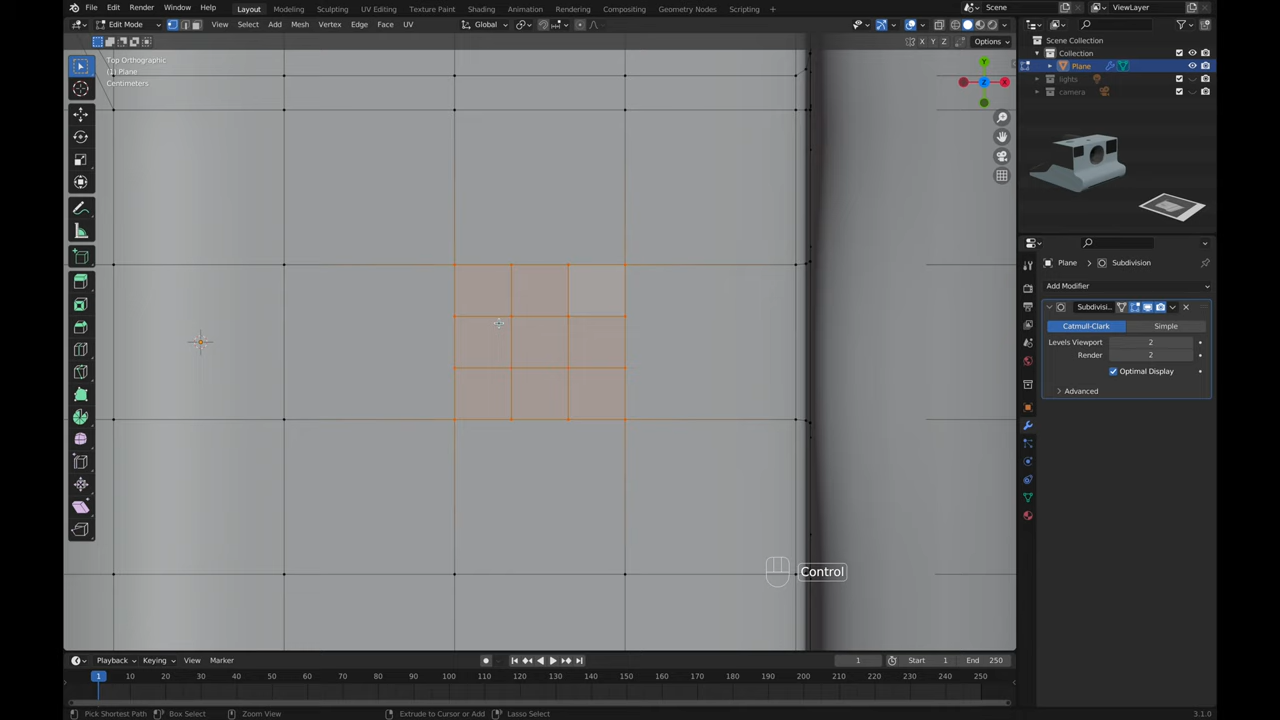 File Edit Render Window Help Layout Modeling Sculpting UV Editing Texture Paint Shading Animation Rendering Compositing Geometry Nodes Scripting Scene ViewLayer
Edit Mode View Select Add Mesh Vertex Edge Face UV Global
X Y Z Options
Top Orthographic
(1) Plane
Centimeters
Y
X
Z
Scene Collection
Collection
Plane
lights
camera
Plane Subdivision
Add Modifier
Subdivisi...
Catmull-Clark Simple
Levels Viewport 2
Render 2
Optimal Display
Advanced
Control
Playback Keying View Marker 1 Start 1 End 250
1 10 20 30 40 50 60 70 80 90 100 110 120 130 140 150 160 170 180 190 200 210 220 230 240 250
Pick Shortest Path Box Select Zoom View Extrude to Cursor or Add Lasso Select 3.1.0